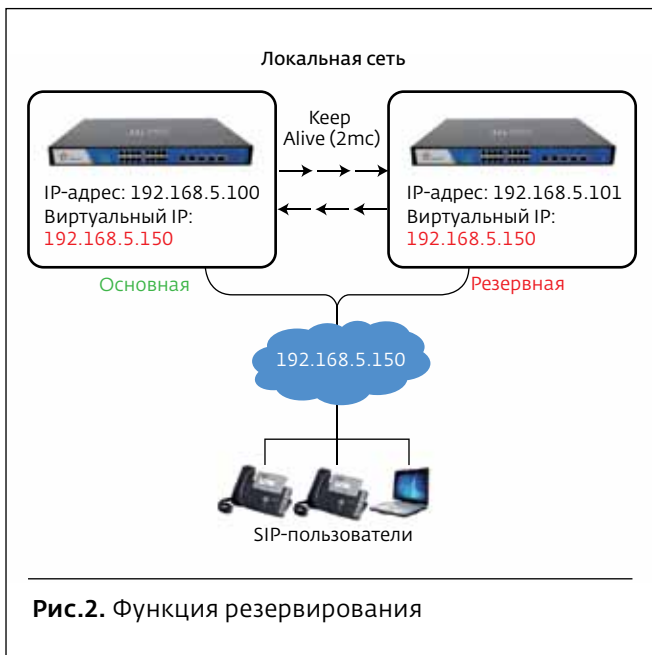 Локальная сеть
Keep
Alive (2mc)
IP-адрес: 192.168.5.100
Виртуальный IP:
192.168.5.150
IP-адрес: 192.168.5.101
Виртуальный IP:
192.168.5.150
Основная
Резервная
192.168.5.150
SIP-пользователи
Рис.2. Функция резервирования